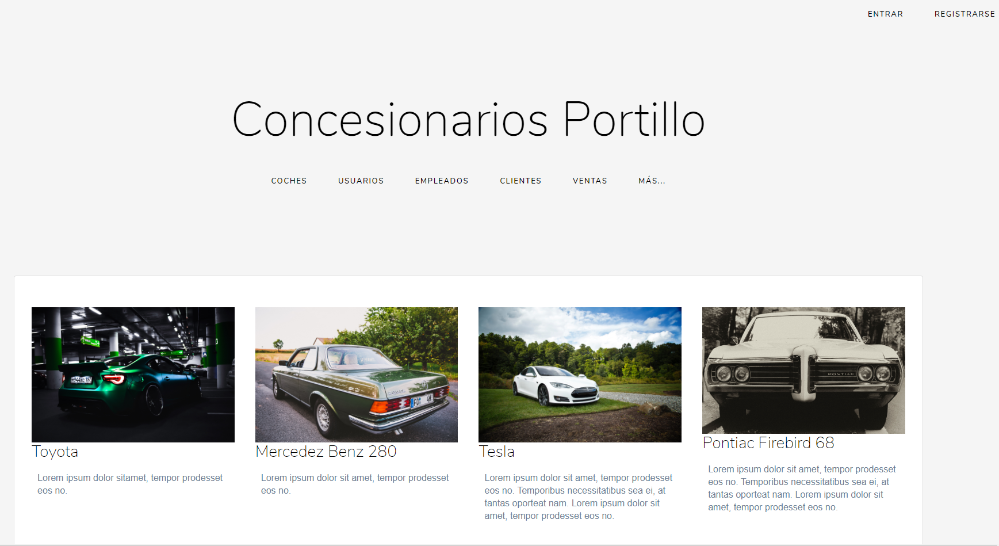 ENTRAR REGISTRARSE
Concesionarios Portillo
COCHES USUARIOS EMPLEADOS CLIENTES VENTAS MÁS...
PONTIAC
Toyota
Lorem ipsum dolor sitamet, tempor prodesset
eos no.
Mercedez Benz 280
Lorem ipsum dolor sit amet, tempor prodesset
eos no.
Tesla
Lorem ipsum dolor sit amet, tempor prodesset
eos no. Temporibus necessitatibus sea ei, at
tantas oporteat nam. Lorem ipsum dolor sit
amet, tempor prodesset eos no.
Pontiac Firebird 68
Lorem ipsum dolor sit amet, tempor prodesset
eos no. Temporibus necessitatibus sea ei, at
tantas oporteat nam. Lorem ipsum dolor sit
amet, tempor prodesset eos no.